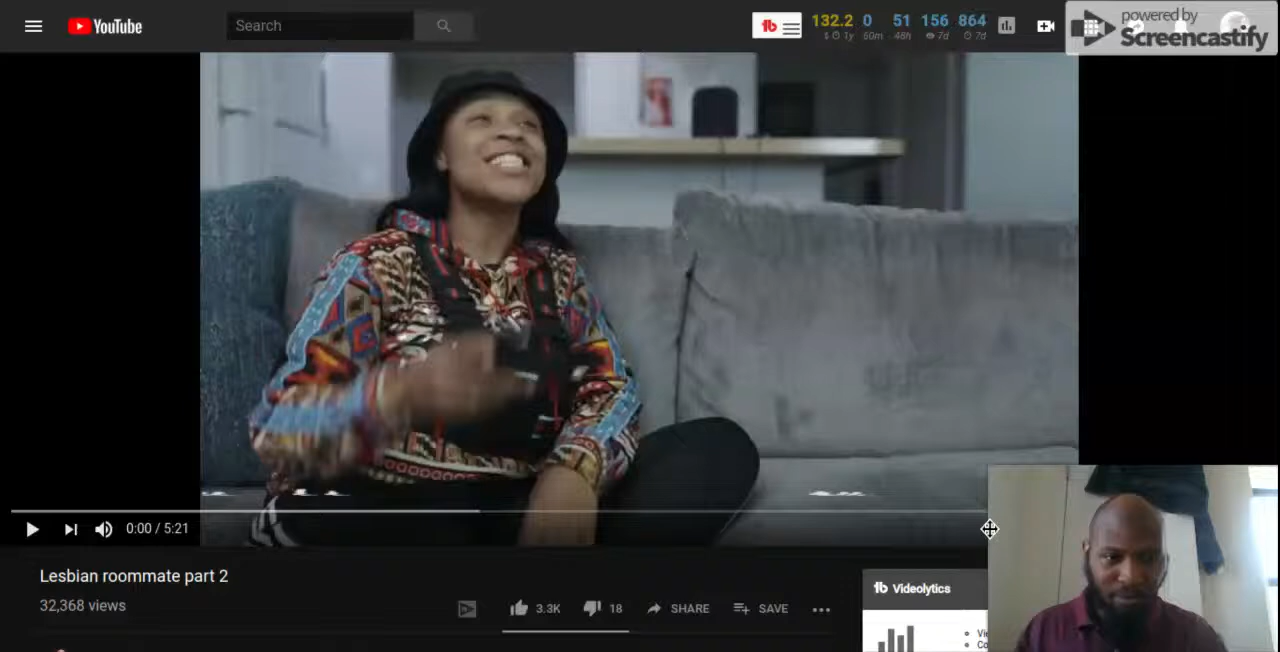 YouTube
Search
132.2 0 51 156 864
1y 60m 48h 7d 7d
powered by
Screencastify
0:00 / 5:21
Lesbian roommate part 2
32,368 views
3.3K 18 SHARE SAVE
Videolytics